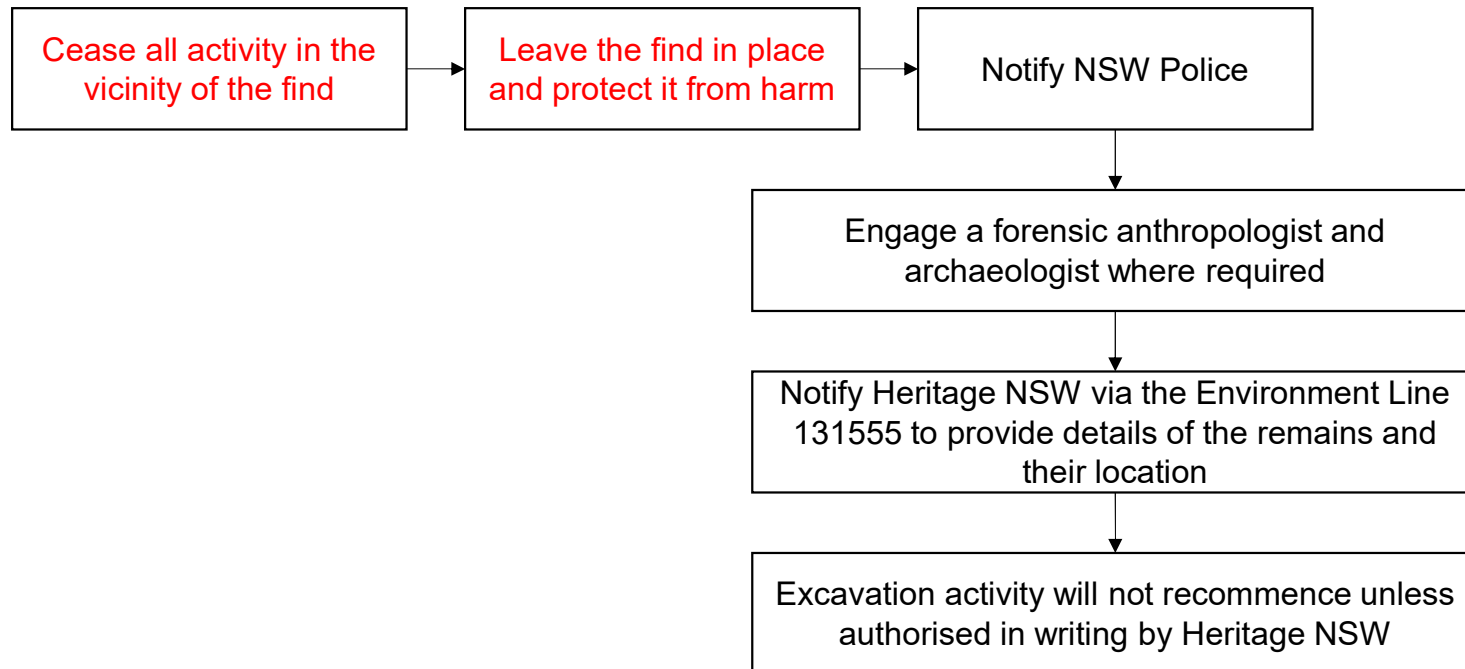 Cease all activity in the
vicinity of the find
Leave the find in place
and protect it from harm
Notify NSW Police
Engage a forensic anthropologist and
archaeologist where required
Notify Heritage NSW via the Environment Line
131555 to provide details of the remains and
their location
Excavation activity will not recommence unless
authorised in writing by Heritage NSW